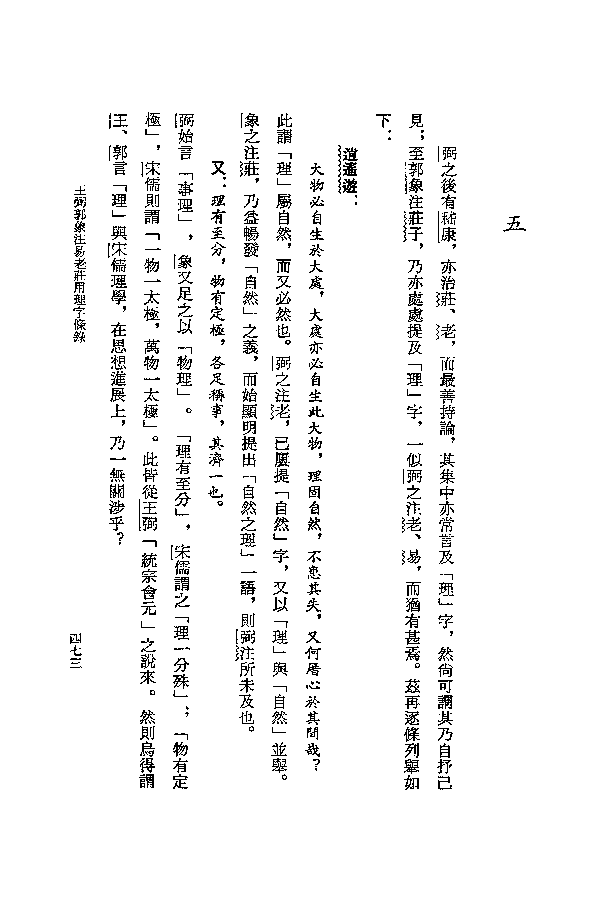 五
弼之後有嵇康，亦治莊、老，而最善持論，其集中亦常言及「理」字，然尚可謂其乃自抒己
見；至郭象注莊子，乃亦處處提及「理」字，一似弼之注老、易，而猶有甚焉。茲再逐條列舉如
下：
逍遙遊：
大物必自生於大處，大處亦必自生此大物，理固自然，不患其失，又何厝心於其間哉？
此謂「理」屬自然，而又必然也。弼之注老，已屢提「自然」字，又以「理」與「自然」並舉。
象之注莊，乃益暢發「自然」之義，而始顯明提出「自然之理」一語，則弼注所未及也。
又：理有至分，物有定極，各足稱事，其濟一也。
弼始言「事理」，象又足之以「物理」。「理有至分」，宋儒謂之「理一分殊」；「物有定
極」，宋儒則謂「一物一太極，萬物一太極」。此皆從王弼「統宗會元」之說來。然則烏得謂
王、郭言「理」與宋儒理學，在思想進展上，乃一無關涉乎？
王弼郭象注易老莊用理字條錄
四七三